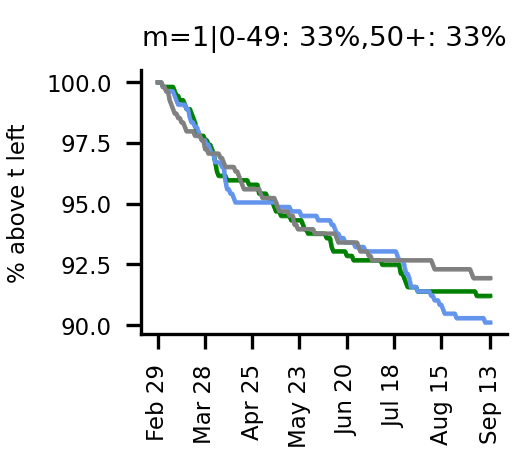 m=1|0-49: 33%,50+: 33%
% above t left
100.0
97.5
95.0
92.5
90.0
Feb 29
Mar 28
Apr 25
May 23
Jun 20
Jul 18
Aug 15
Sep 13